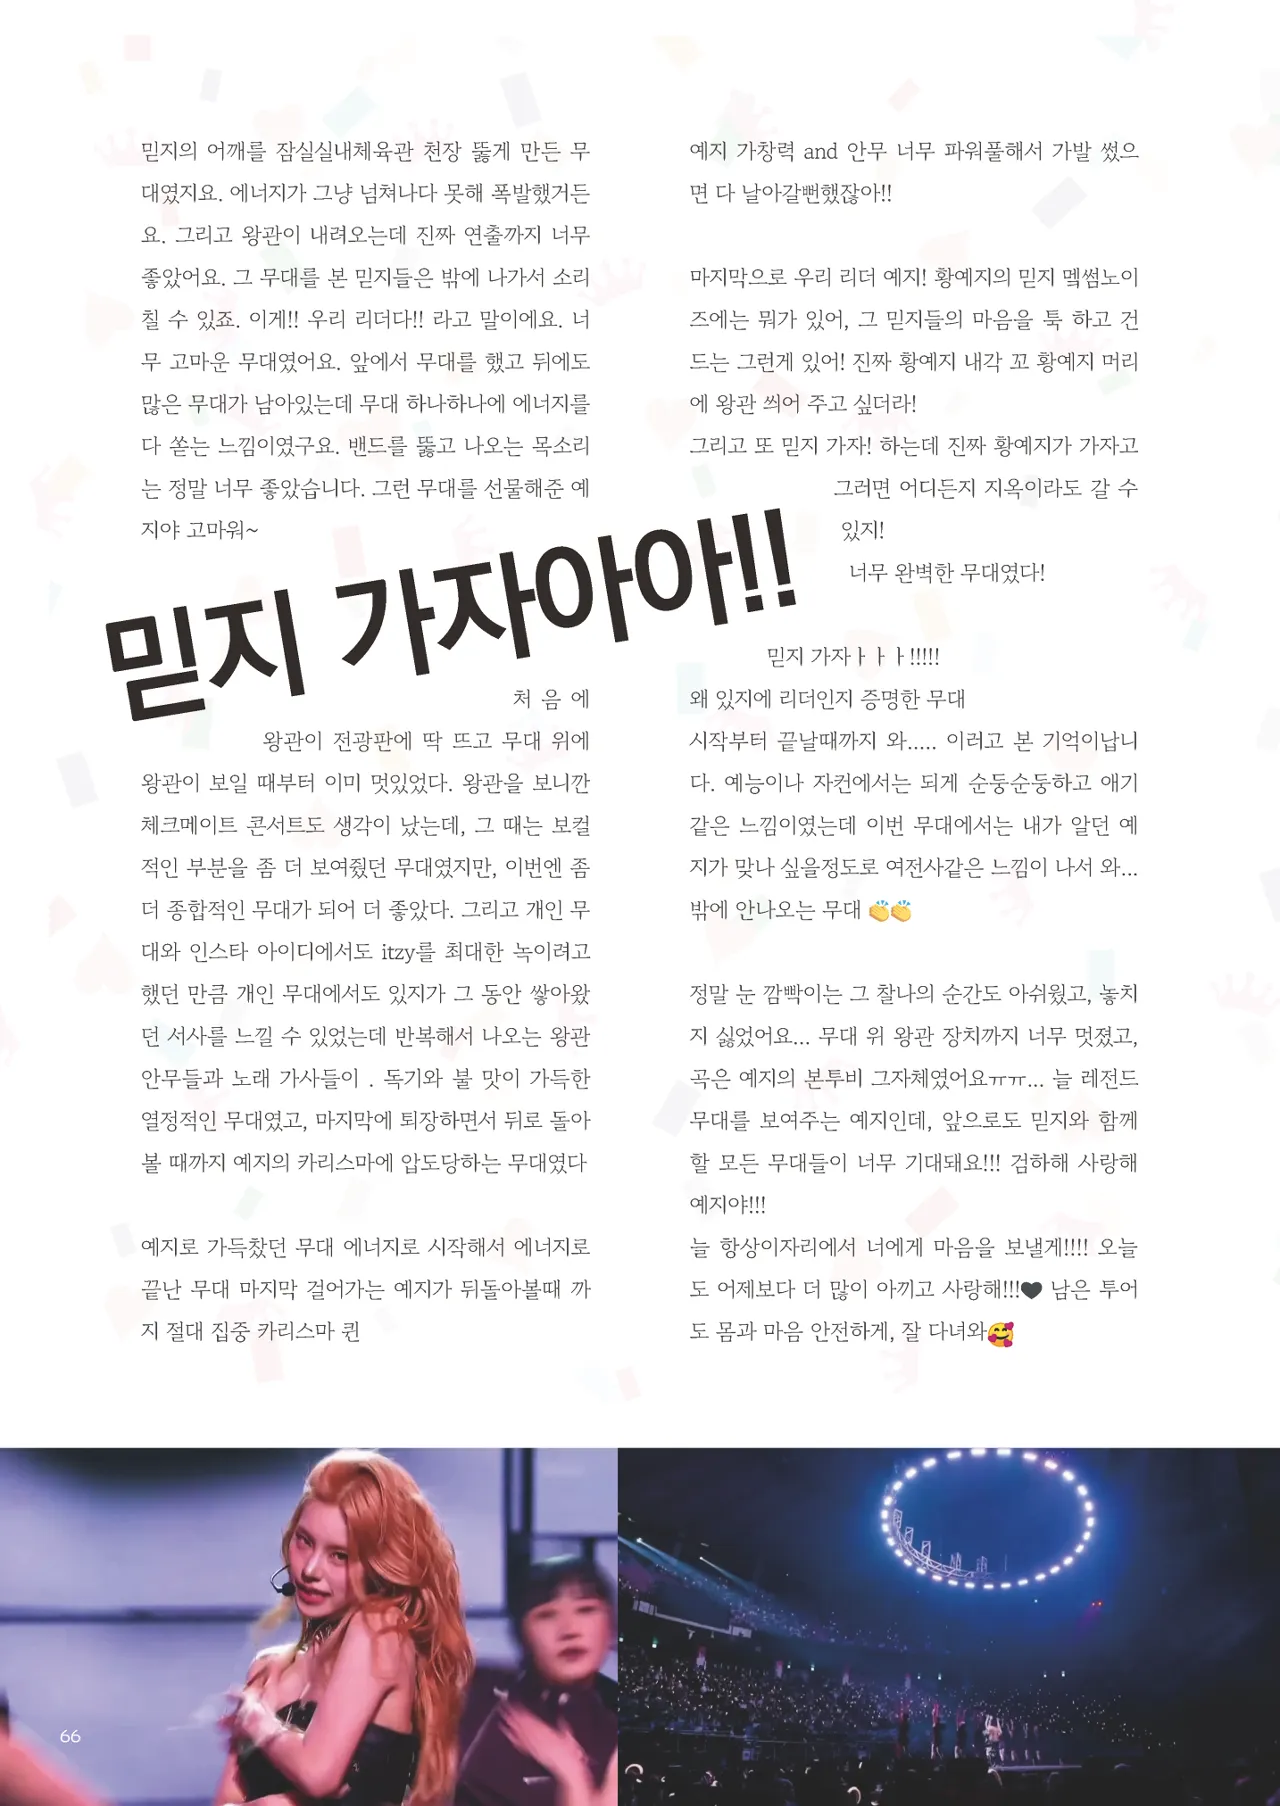 믿지의 어깨를 잠실실내체육관 천장 뚫게 만든 무
대였지요. 에너지가 그냥 넘쳐나다 못해 폭발했거든
요. 그리고 왕관이 내려오는데 진짜 연출까지 너무
좋았어요. 그 무대를 본 믿지들은 밖에 나가서 소리
칠 수 있죠. 이게!! 우리 리더다!! 라고 말이에요. 너
무 고마운 무대였어요. 앞에서 무대를 했고 뒤에도
많은 무대가 남아있는데 무대 하나하나에 에너지를
다 쏟는 느낌이였구요. 밴드를 뚫고 나오는 목소리
는 정말 너무 좋았습니다. 그런 무대를 선물해준 예
지야 고마워~
믿지 가자아아!!
처음에
왕관이 전광판에 딱 뜨고 무대 위에
왕관이 보일 때부터 이미 멋있었다. 왕관을 보니깐
체크메이트 콘서트도 생각이 났는데, 그 때는 보컬
적인 부분을 좀 더 보여줬던 무대였지만, 이번엔 좀
더 종합적인 무대가 되어 더 좋았다. 그리고 개인 무
대와 인스타 아이디에서도 itzy를 최대한 녹이려고
했던 만큼 개인 무대에서도 있지가 그 동안 쌓아왔
던 서사를 느낄 수 있었는데 반복해서 나오는 왕관
안무들과 노래 가사들이 . 독기와 불 맛이 가득한
열정적인 무대였고, 마지막에 퇴장하면서 뒤로 돌아
볼 때까지 예지의 카리스마에 압도당하는 무대였다
예지로 가득찼던 무대 에너지로 시작해서 에너지로
끝난 무대 마지막 걸어가는 예지가 뒤돌아볼때 까
지 절대 집중 카리스마 퀸
예지 가창력 and 안무 너무 파워풀해서 가발 썼으
면 다 날아갈뻔했잖아!!
마지막으로 우리 리더 예지! 황예지의 믿지 멬썸노이
즈에는 뭐가 있어, 그 믿지들의 마음을 툭 하고 건
드는 그런게 있어! 진짜 황예지 내각 꼬 황예지 머리
에 왕관 씌어 주고 싶더라!
그리고 또 믿지 가자! 하는데 진짜 황예지가 가자고
그러면 어디든지 지옥이라도 갈 수
있지!
너무 완벽한 무대였다!
믿지 가자ㅏㅏㅏ!!!!!
왜 있지에 리더인지 증명한 무대
시작부터 끝날때까지 와..... 이러고 본 기억이납니
다. 예능이나 자컨에서는 되게 순둥순둥하고 애기
같은 느낌이였는데 이번 무대에서는 내가 알던 예
지가 맞나 싶을정도로 여전사같은 느낌이 나서 와...
밖에 안나오는 무대 👏👏
정말 눈 깜빡이는 그 찰나의 순간도 아쉬웠고, 놓치
지 싫었어요... 무대 위 왕관 장치까지 너무 멋졌고,
곡은 예지의 본투비 그자체였어요ㅠㅠ... 늘 레전드
무대를 보여주는 예지인데, 앞으로도 믿지와 함께
할 모든 무대들이 너무 기대돼요!!! 검하해 사랑해
예지야!!!
늘 항상이자리에서 너에게 마음을 보낼게!!!! 오늘
도 어제보다 더 많이 아끼고 사랑해!!!🖤 남은 투어
도 몸과 마음 안전하게, 잘 다녀와🥰
66